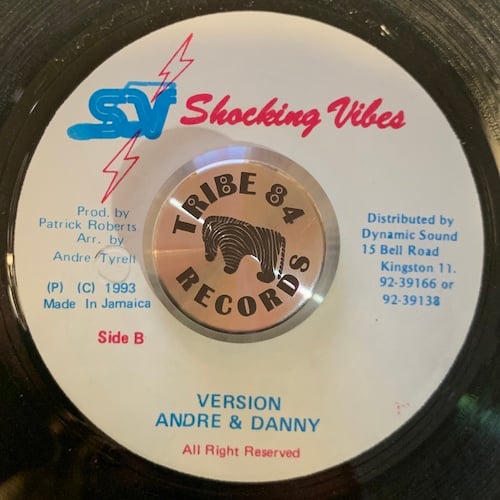 SV Shocking Vibes
TRIBE 84
RECORDS
Prod. by
Patrick Roberts
Arr. by
Andre Tyrell
(P) (C) 1993
Made In Jamaica
Side B
Distributed by
Dynamic Sound
15 Bell Road
Kingston 11.
92-39166 or
92-39138
VERSION
ANDRE & DANNY
All Right Reserved